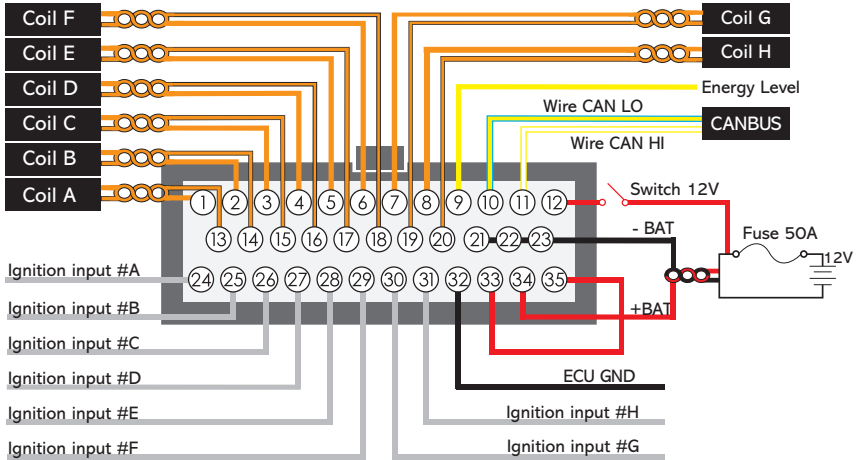 Coil F
Coil G
Coil E
Coil H
Coil D
Energy Level
Wire CAN LO
Coil C
CANBUS
Wire CAN HI
Coil B
Coil A
Switch 12V
1 2 3 4 5 6 7 8 9 10 11 12
- BAT
Fuse 50A
13 14 15 16 17 18 19 20 21 22 23
12V
Ignition input #A
24 25 26 27 28 29 30 31 32 33 34 35
Ignition input #B
+BAT
Ignition input #C
Ignition input #D
ECU GND
Ignition input #E
Ignition input #H
Ignition input #F
Ignition input #G